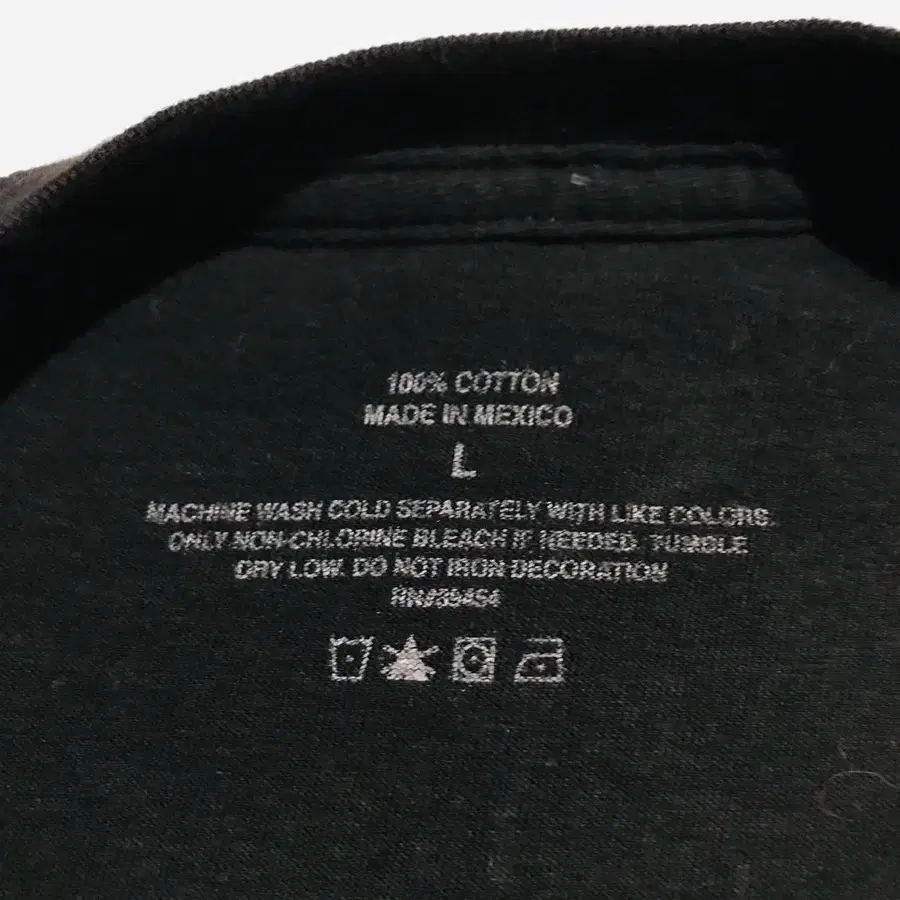 100% COTTON
MADE IN MEXICO
L
MACHINE WASH COLD SEPARATELY WITH LIKE COLORS.
ONLY NON-CHLORINE BLEACH IF NEEDED. TUMBLE
DRY LOW. DO NOT IRON DECORATION